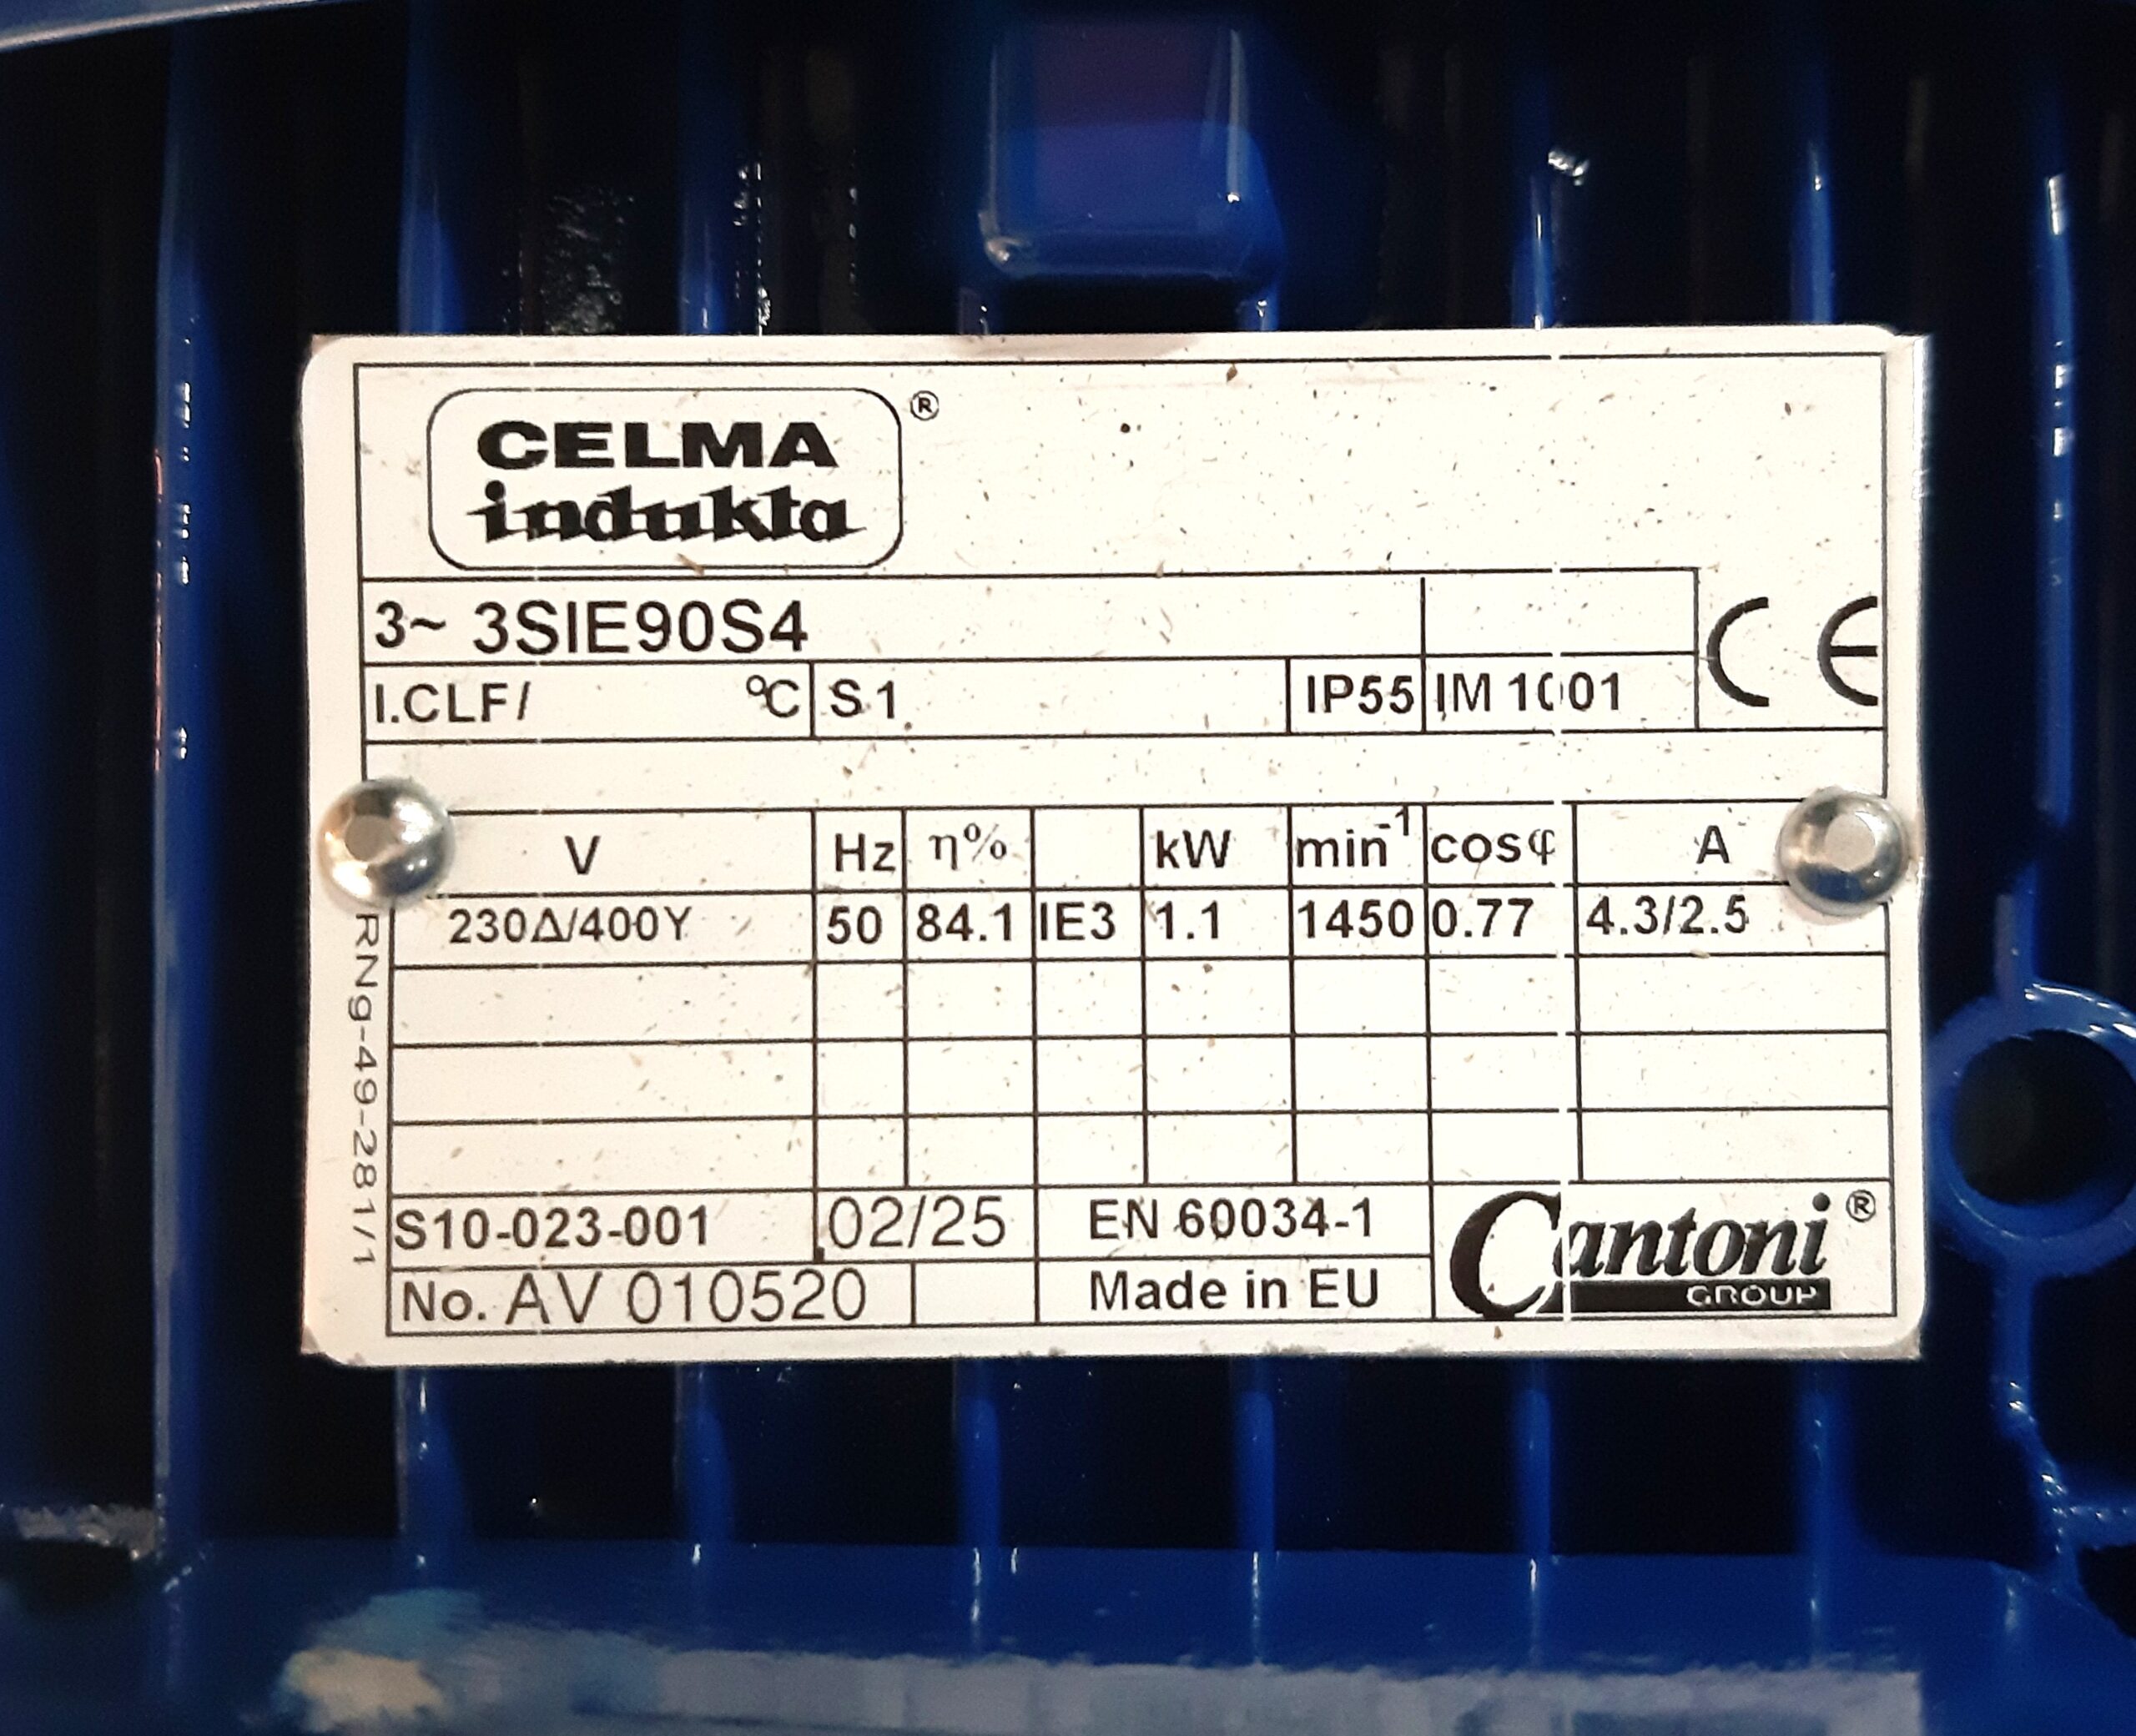 CELMA ®
indukta
3~ 3SIE90S4
I.CLF/ °C S1 IP55 IM 1001 CE
V Hz η% kW min⁻¹ cosφ A
230Δ/400Y 50 84.1 IE3 1.1 1450 0.77 4.3/2.5
RNg-49-281/1
S10-023-001 02/25 EN 60034-1
No. AV 010520 Made in EU
Cantoni ®
GROUP